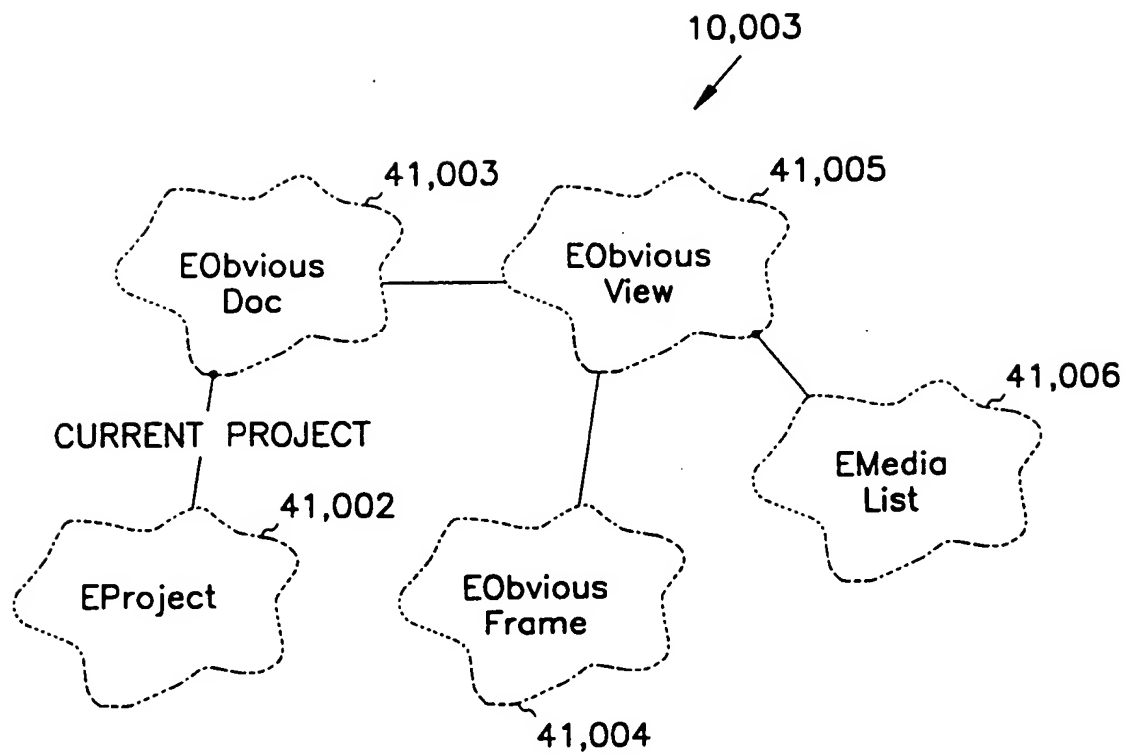 10,003
41,003
41,005
EObvious
Doc
EObvious
View
41,006
CURRENT PROJECT
EMedia
List
41,002
EProject
EObvious
Frame
41,004